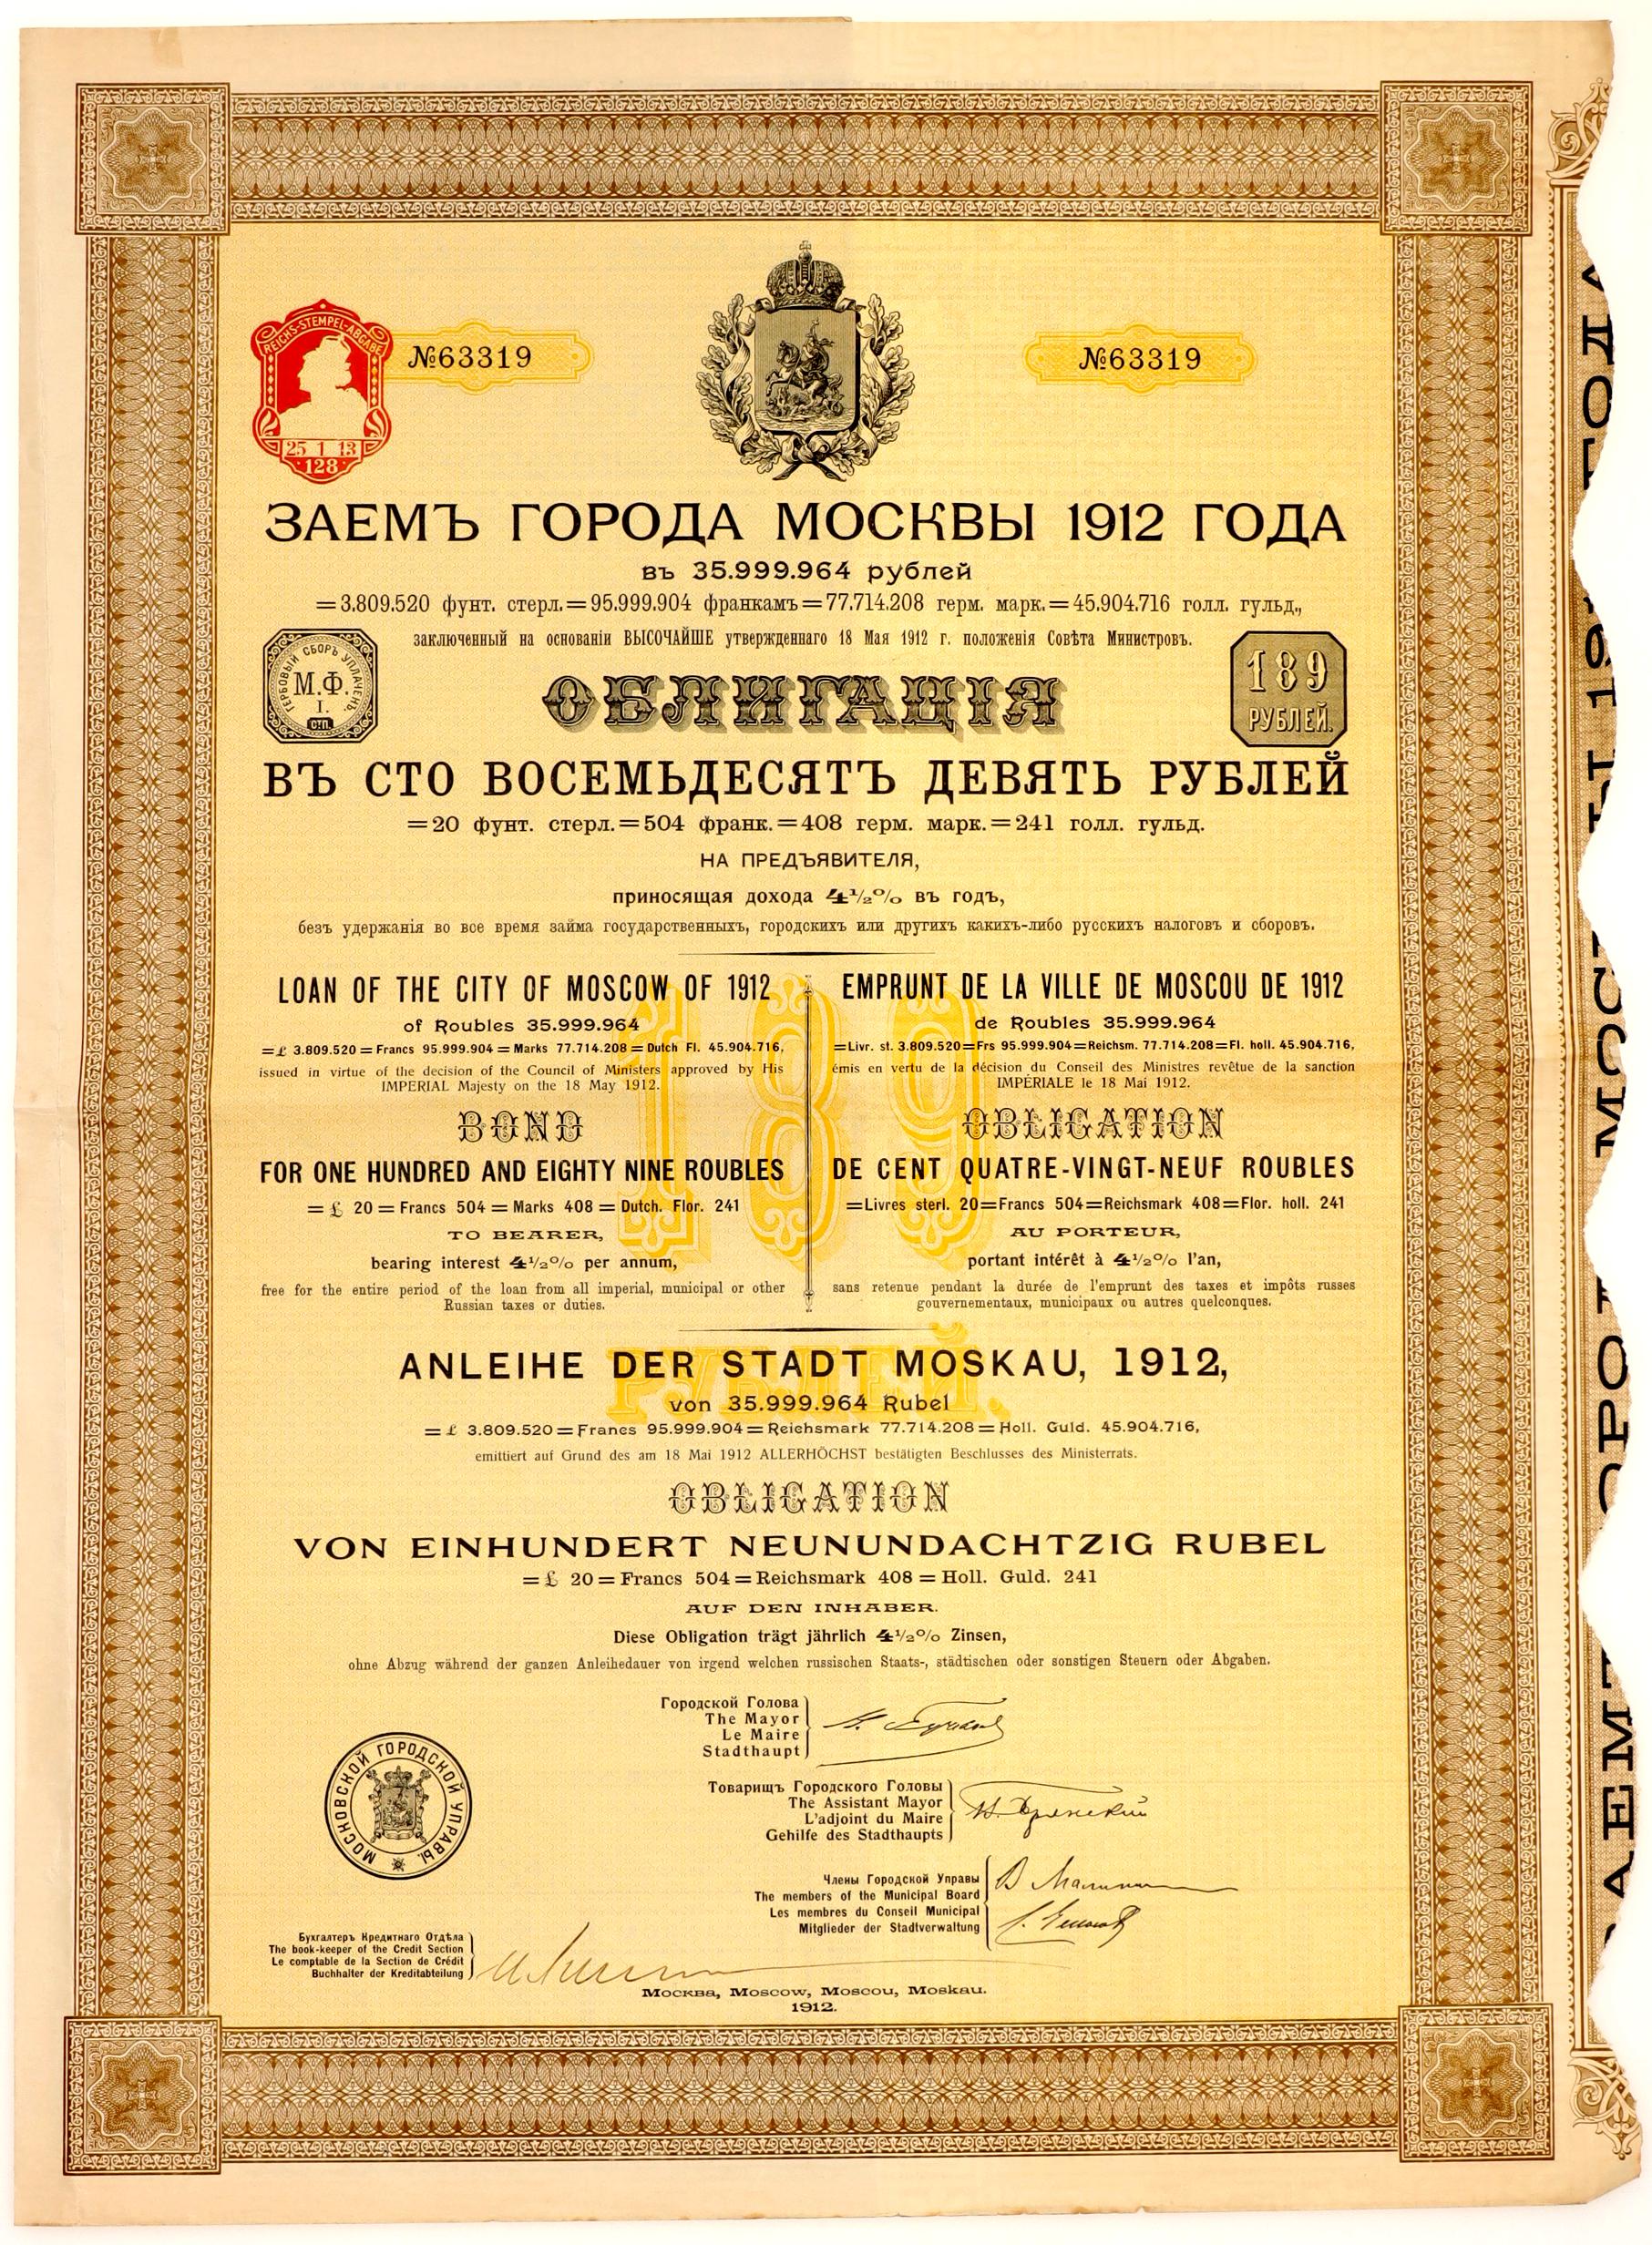 REICHS-STEMPEL-ABGABE
25 1 13
128
№63319
№63319
ЗАЕМЪ ГОРОДА МОСКВЫ 1912 ГОДА
въ 35.999.964 рублей
=3.809.520 фунт. стерл.=95.999.904 франкамъ=77.714.208 герм. марк.=45.904.716 голл. гульд.,
заключенный на основаніи ВЫСОЧАЙШЕ утвержденнаго 18 Мая 1912 г. положенія Совѣта Министровъ.
ГЕРБОВЫЙ СБОРЪ УПЛАЧЕНЪ.
М.Ф.
I.
СПП.
ОБЛИГАЦІЯ
189
РУБЛЕЙ.
ВЪ СТО ВОСЕМЬДЕСЯТЪ ДЕВЯТЬ РУБЛЕЙ
=20 фунт. стерл.=504 франк.=408 герм. марк.=241 голл. гульд.
НА ПРЕДЪЯВИТЕЛЯ,
приносящая дохода 4½% въ годъ,
безъ удержанія во все время займа государственныхъ, городскихъ или другихъ какихъ-либо русскихъ налоговъ и сборовъ.
LOAN OF THE CITY OF MOSCOW OF 1912
of Roubles 35.999.964
=£ 3.809.520=Francs 95.999.904=Marks 77.714.208=Dutch Fl. 45.904.716,
issued in virtue of the decision of the Council of Ministers approved by His
IMPERIAL Majesty on the 18 May 1912.
BOND
FOR ONE HUNDRED AND EIGHTY NINE ROUBLES
=£ 20=Francs 504=Marks 408=Dutch. Flor. 241
TO BEARER,
bearing interest 4½% per annum,
free for the entire period of the loan from all imperial, municipal or other
Russian taxes or duties.
EMPRUNT DE LA VILLE DE MOSCOU DE 1912
de Roubles 35.999.964
=Livr. st. 3.809.520=Frs 95.999.904=Reichsm. 77.714.208=Fl. holl. 45.904.716,
émis en vertu de la décision du Conseil des Ministres revêtue de la sanction
IMPÉRIALE le 18 Mai 1912.
OBLIGATION
DE CENT QUATRE-VINGT-NEUF ROUBLES
=Livres sterl. 20=Francs 504=Reichsmark 408=Flor. holl. 241
AU PORTEUR,
portant intérêt à 4½% l'an,
sans retenue pendant la durée de l'emprunt des taxes et impôts russes
gouvernementaux, municipaux ou autres quelconques.
189
РУБЛЕЙ.
ANLEIHE DER STADT MOSKAU, 1912,
von 35.999.964 Rubel
=£ 3.809.520=Francs 95.999.904=Reichsmark 77.714.208=Holl. Guld. 45.904.716,
emittiert auf Grund des am 18 Mai 1912 ALLERHÖCHST bestätigten Beschlusses des Ministerrats.
OBLIGATION
VON EINHUNDERT NEUNUNDACHTZIG RUBEL
=£ 20=Francs 504=Reichsmark 408=Holl. Guld. 241
AUF DEN INHABER.
Diese Obligation trägt jährlich 4½% Zinsen,
ohne Abzug während der ganzen Anleihedauer von irgend welchen russischen Staats-, städtischen oder sonstigen Steuern oder Abgaben.
Городской Голова
The Mayor
Le Maire
Stadthaupt
Товарищъ Городского Головы
The Assistant Mayor
L'adjoint du Maire
Gehilfe des Stadthaupts
МОСКОВСКОЙ ГОРОДСКОЙ УПРАВЫ.
Члены Городской Управы
The members of the Municipal Board
Les membres du Conseil Municipal
Mitglieder der Stadtverwaltung
Бухгалтеръ Кредитнаго Отдѣла
The book-keeper of the Credit Section
Le comptable de la Section de Crédit
Buchhalter der Kreditabteilung
Москва, Moscow, Moscou, Moskau.
1912.